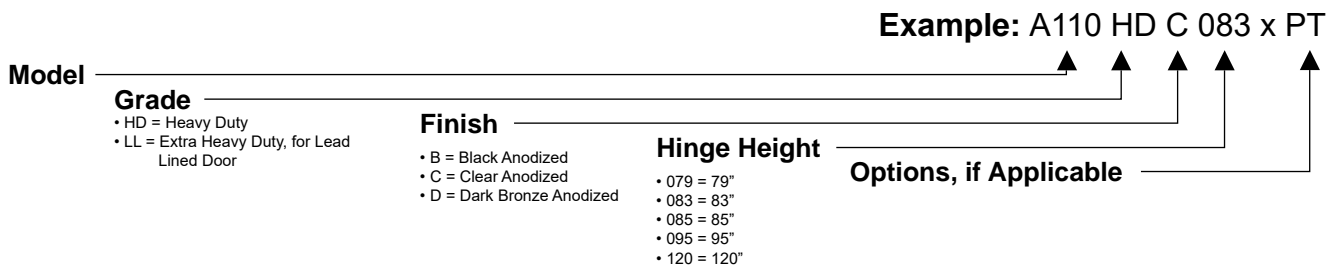 Example: A110 HD C 083 x PT
Model
Grade
• HD = Heavy Duty
• LL = Extra Heavy Duty, for Lead
Lined Door
Finish
• B = Black Anodized
• C = Clear Anodized
• D = Dark Bronze Anodized
Hinge Height
• 079 = 79”
• 083 = 83”
• 085 = 85”
• 095 = 95”
• 120 = 120”
Options, if Applicable